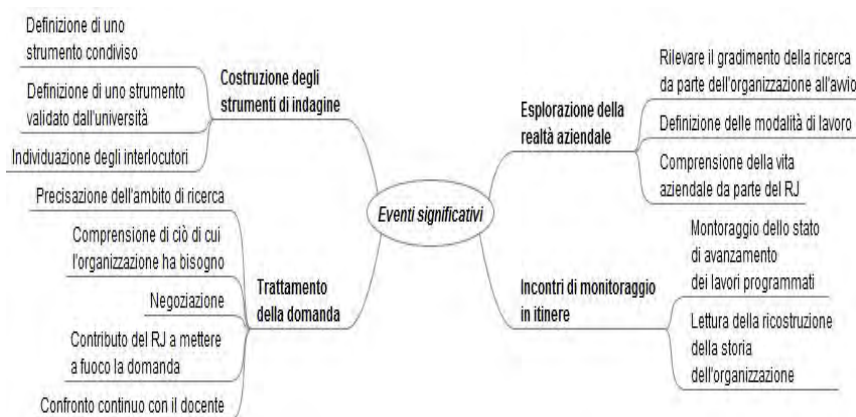 Definizione di uno
strumento condiviso
Definizione di uno strumento
validato dall'università
Individuazione degli interlocutori
Costruzione degli
strumenti di indagine
Precisazione dell'ambito di ricerca
Comprensione di ciò di cui
l'organizzazione ha bisogno
Negoziazione
Contributo del RJ a mettere
a fuoco la domanda
Confronto continuo con il docente
Trattamento
della domanda
Eventi significativi
Esplorazione della
realtà aziendale
Rilevare il gradimento della ricerca
da parte dell'organizzazione all'avvio
Definizione delle modalità di lavoro
Comprensione della vita
aziendale da parte del RJ
Incontri di monitoraggio
in itinere
Montoraggio dello stato
di avanzamento
dei lavori programmati
Lettura della ricostruzione
della storia
dell'organizzazione